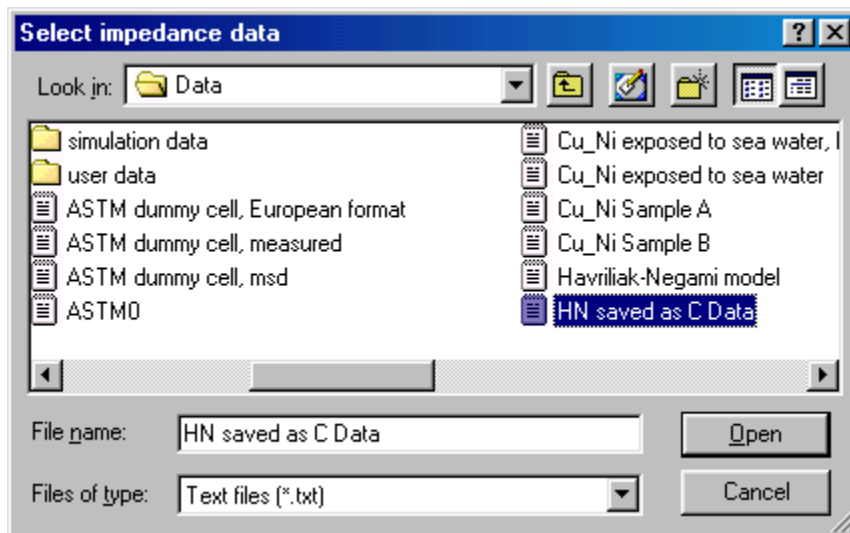 Select impedance data
Look in: Data
simulation data
user data
ASTM dummy cell, European format
ASTM dummy cell, measured
ASTM dummy cell, msd
ASTM0
Cu_Ni exposed to sea water,
Cu_Ni exposed to sea water
Cu_Ni Sample A
Cu_Ni Sample B
Havriliak-Negami model
HN saved as C Data
File name: HN saved as C Data
Open
Files of type: Text files (*.txt)
Cancel